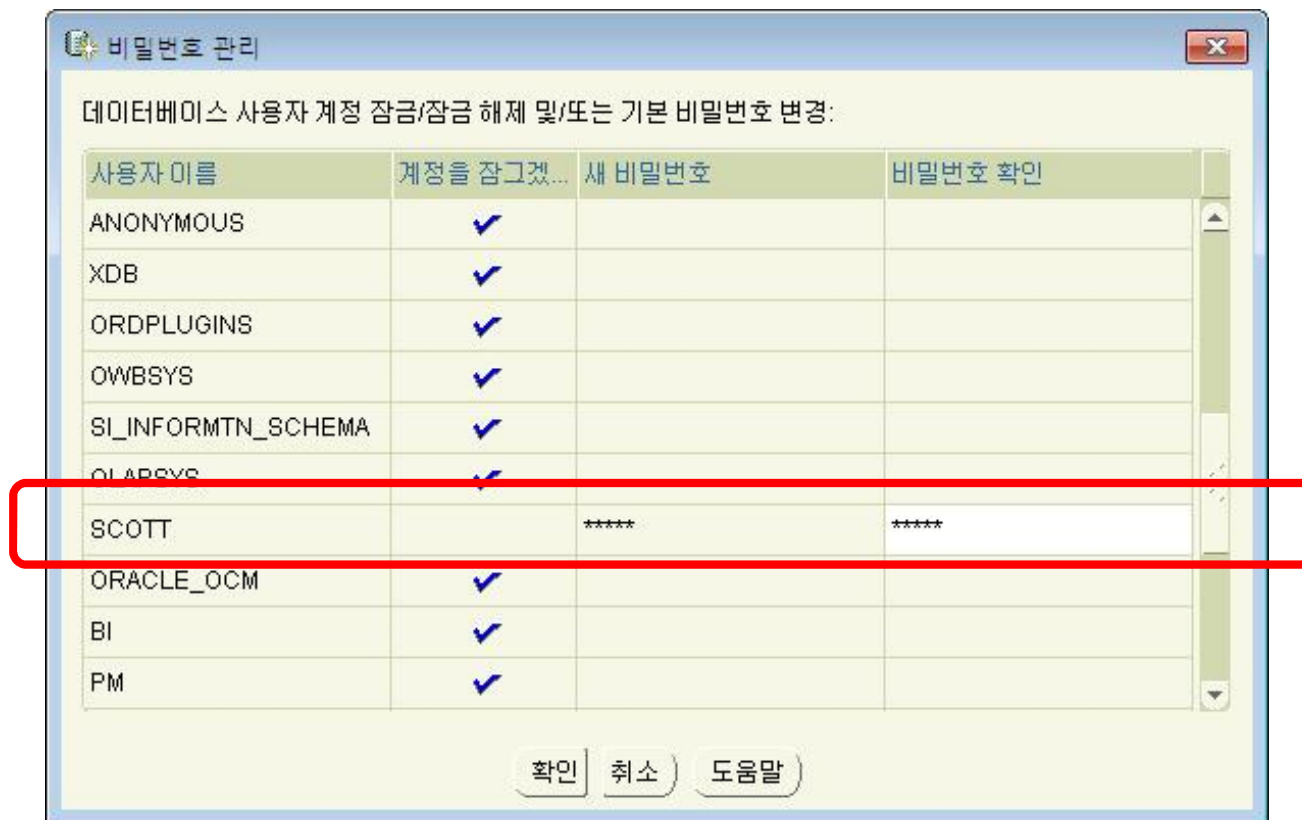 비밀번호 관리
데이터베이스 사용자 계정 잠금/잠금 해제 및/또는 기본 비밀번호 변경:
사용자 이름 계정을 잠그겠... 새 비밀번호 비밀번호 확인
ANONYMOUS
XDB
ORDPLUGINS
OWBSYS
SI_INFORMTN_SCHEMA
OLAPSYS
SCOTT ***** *****
ORACLE_OCM
BI
PM
확인 취소 도움말